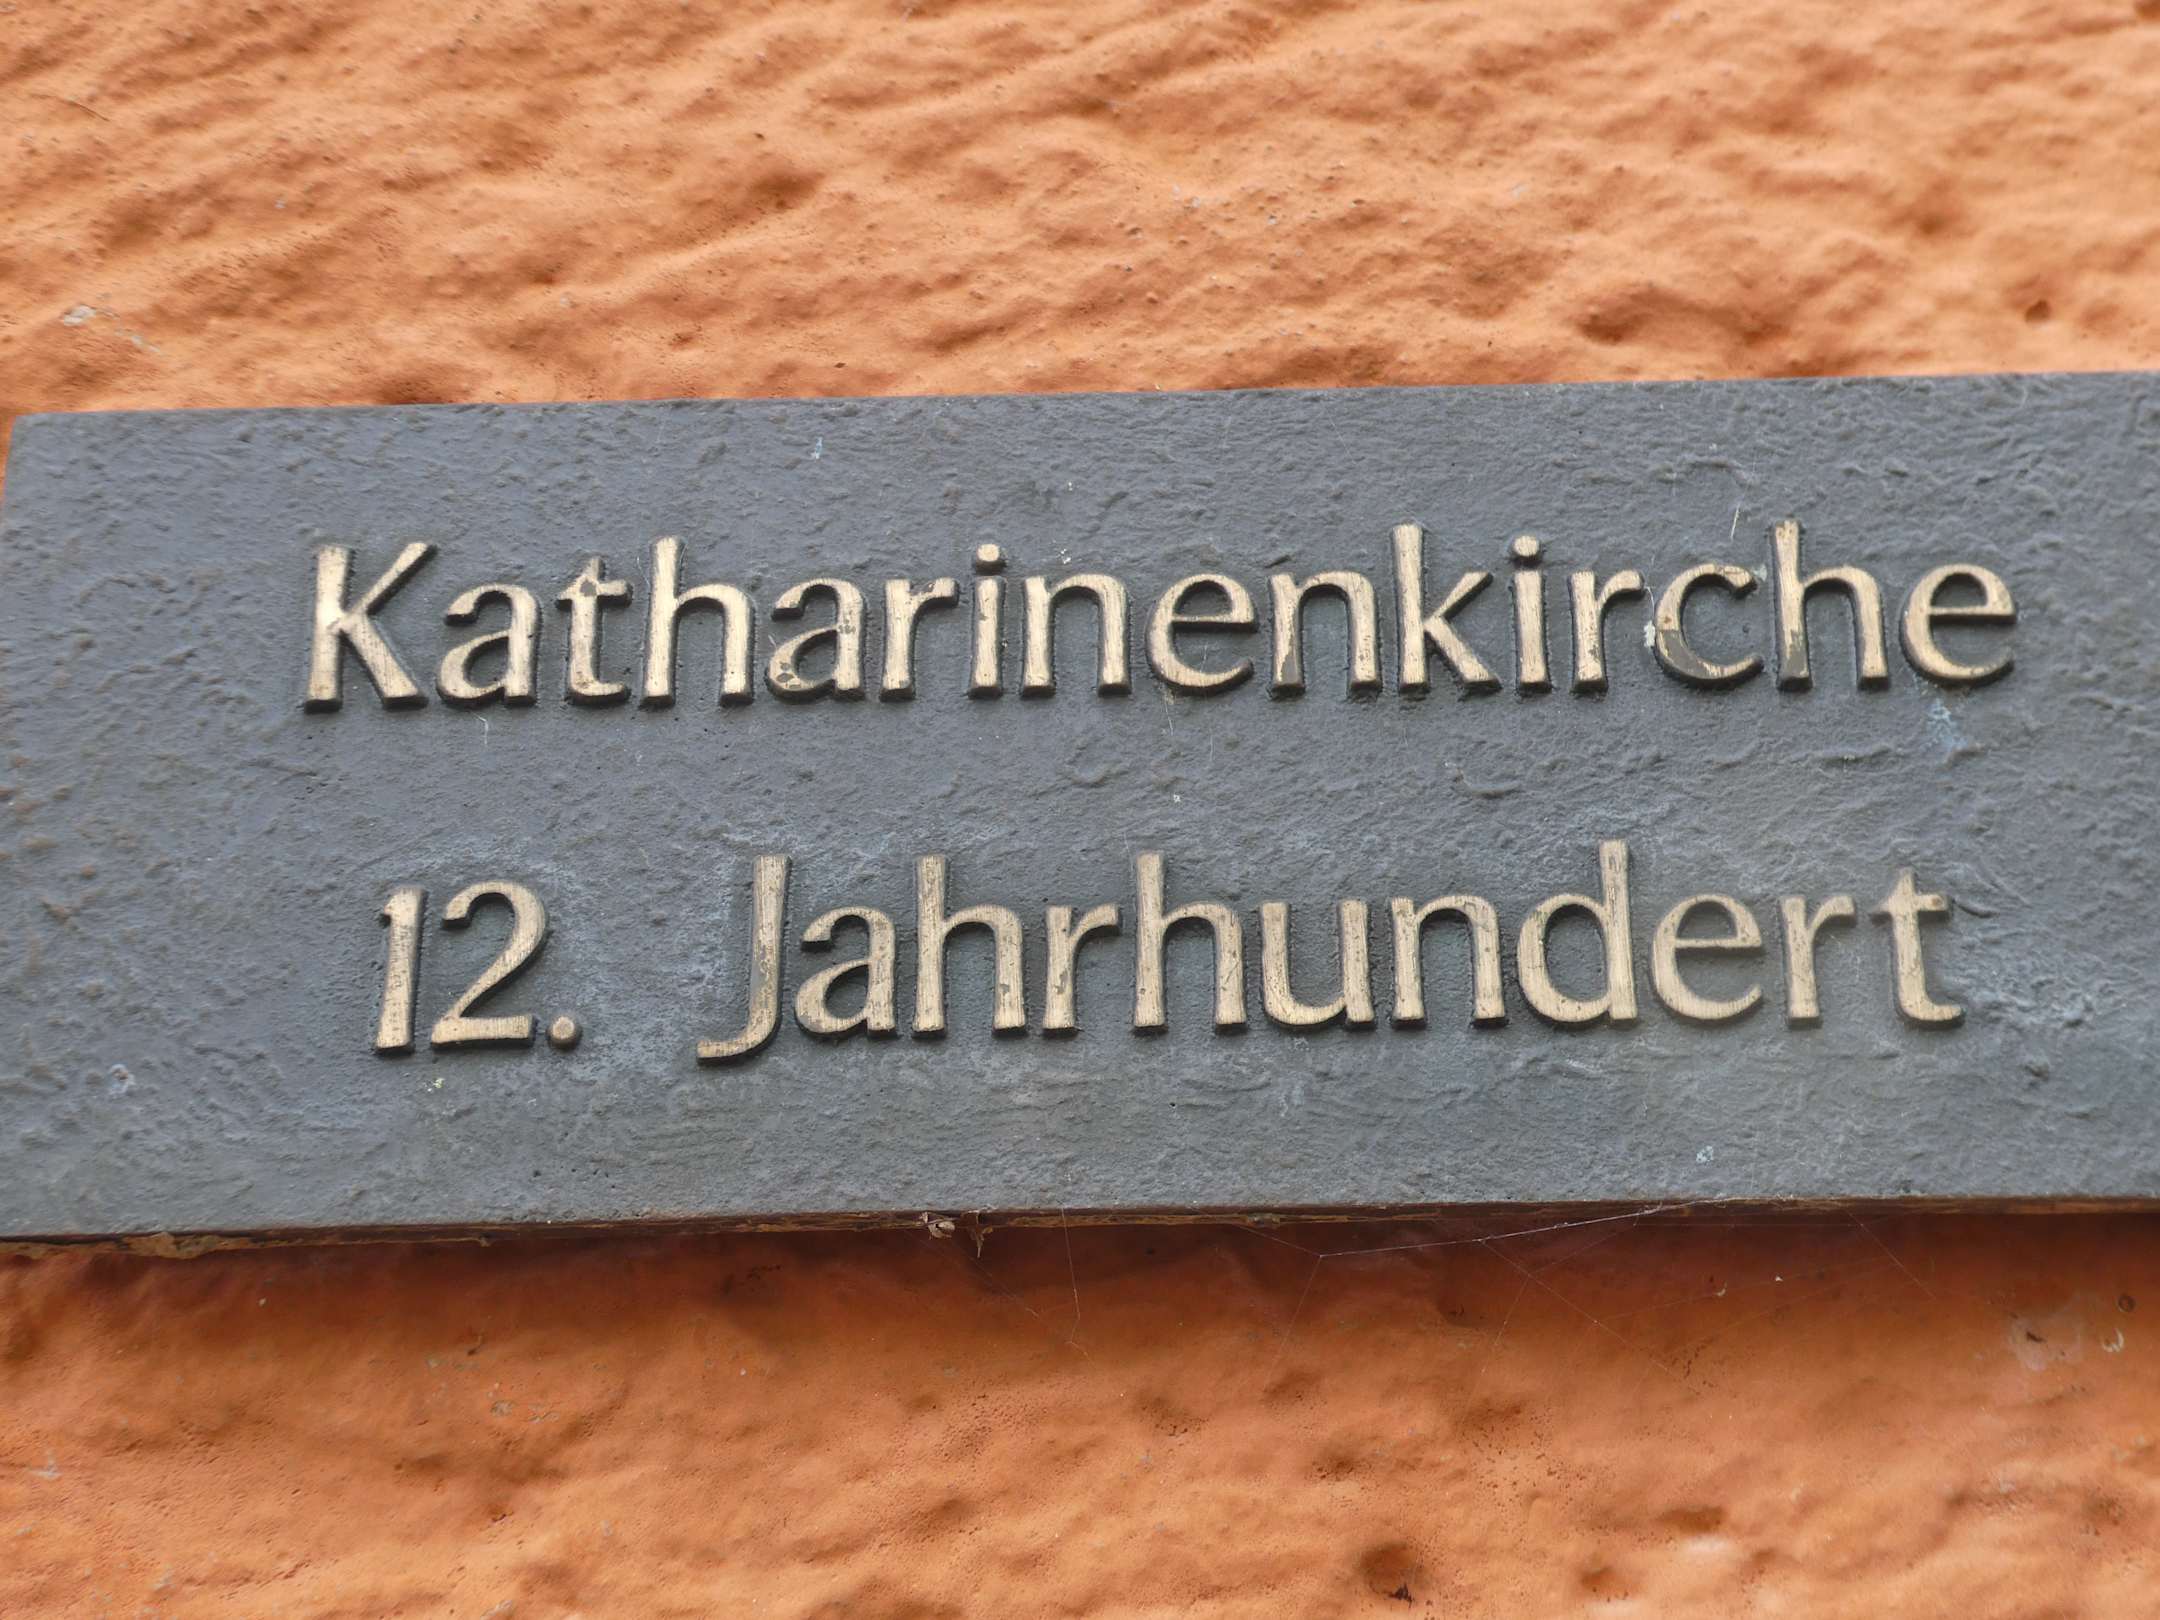 Katharinenkirche
12. Jahrhundert